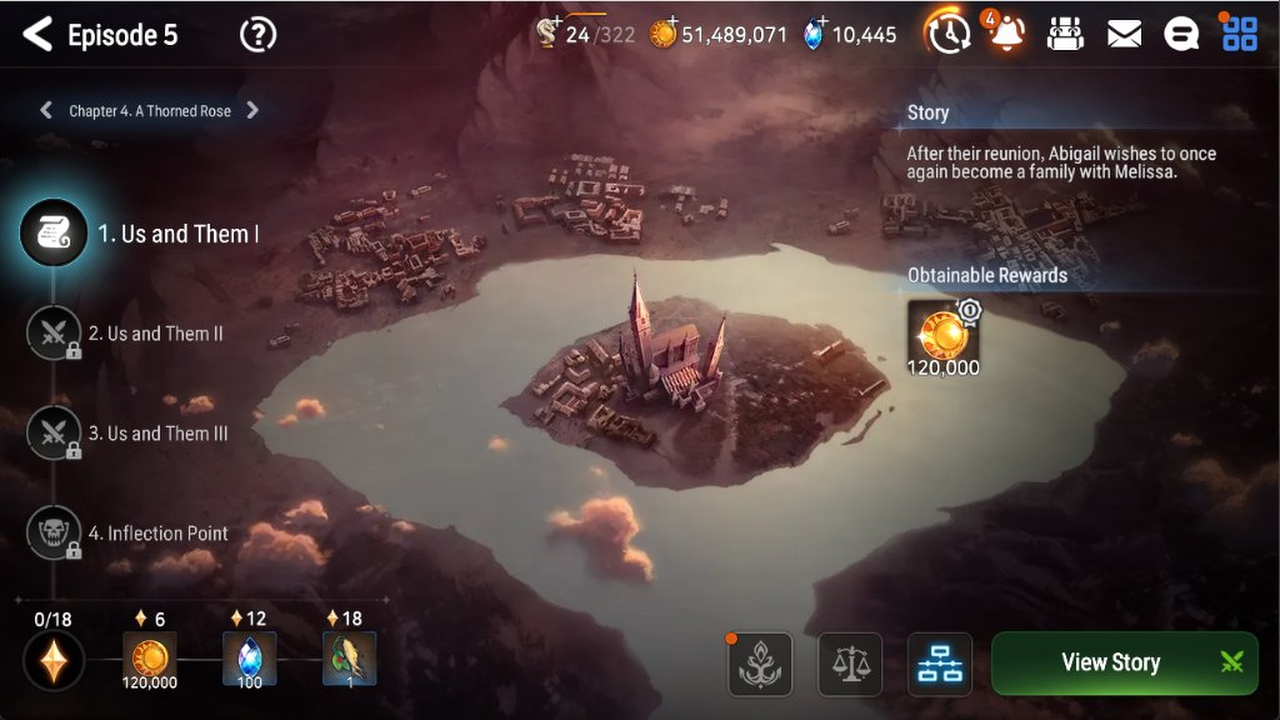 Episode 5
?
24/322
51,489,071
10,445
4
Chapter 4. A Thorned Rose
Story
After their reunion, Abigail wishes to once
again become a family with Melissa.
1. Us and Them I
Obtainable Rewards
1
120,000
2. Us and Them II
3. Us and Them III
4. Inflection Point
0/18
6
12
18
120,000
100
1
View Story